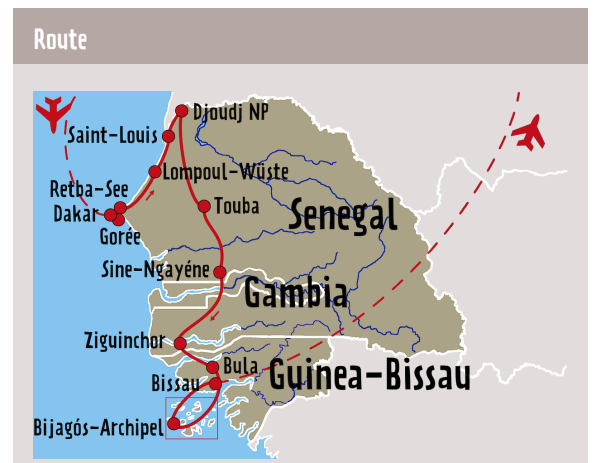 Route
Djoudj NP
Saint-Louis
Lompoul-Wüste
Retba-See
Dakar
Touba
Senegal
Gorée
Sine-Ngayéne
Gambia
Ziguinchor
Bula
Guinea-Bissau
Bissau
Bijagós-Archipel